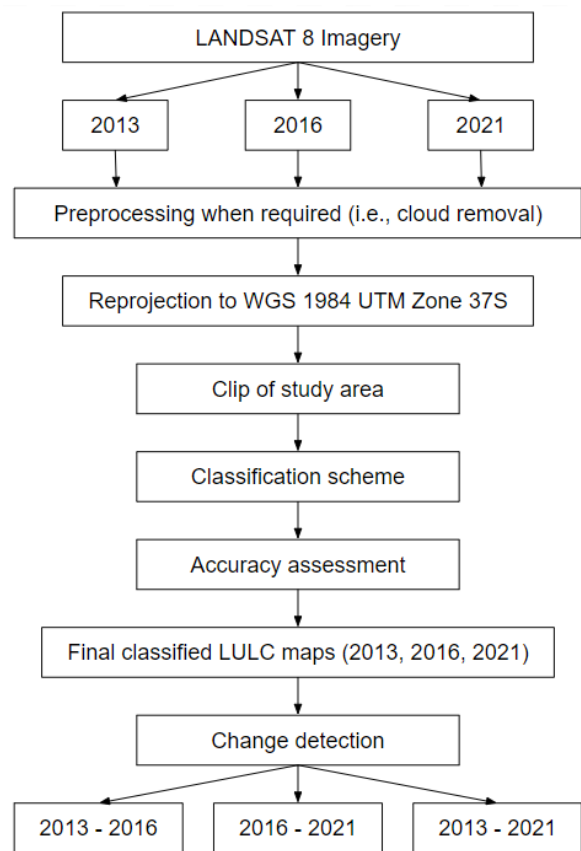 LANDSAT 8 Imagery
2013
2016
2021
Preprocessing when required (i.e., cloud removal)
Reprojection to WGS 1984 UTM Zone 37S
Clip of study area
Classification scheme
Accuracy assessment
Final classified LULC maps (2013, 2016, 2021)
Change detection
2013 - 2016
2016 - 2021
2013 - 2021